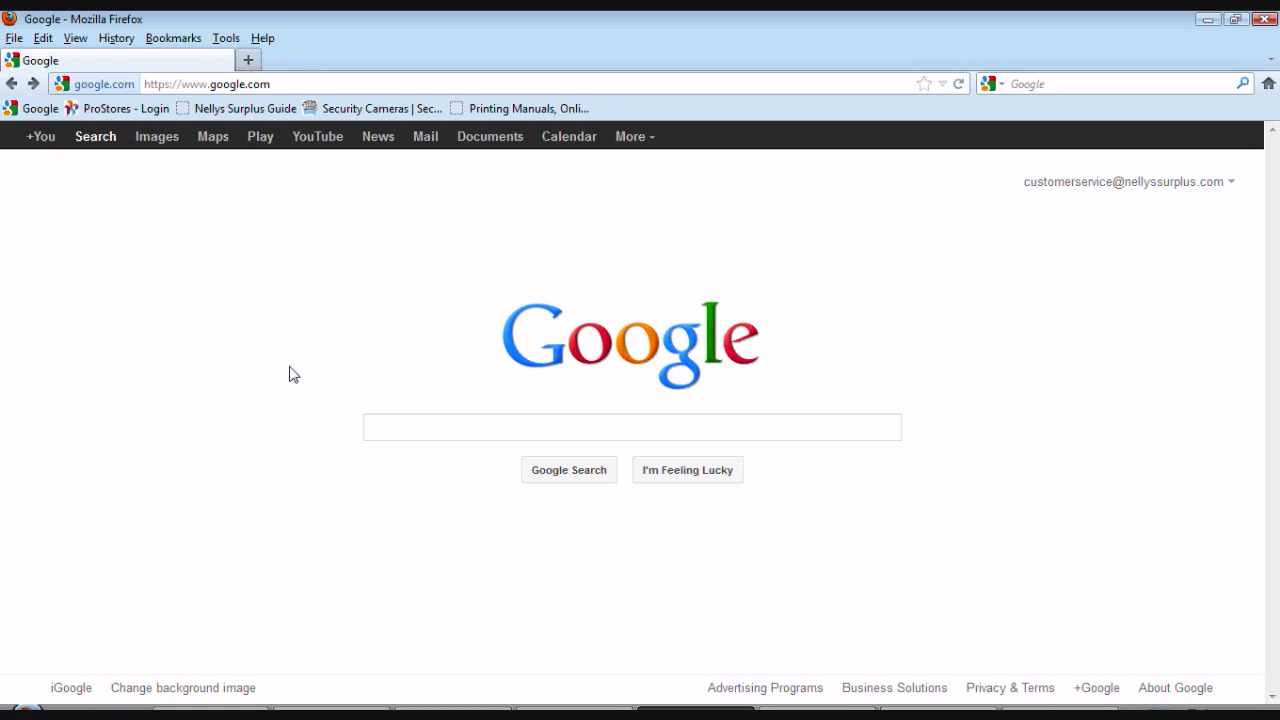 Google - Mozilla Firefox
File Edit View History Bookmarks Tools Help
Google
google.com https://www.google.com Google
Google ProStores - Login Nellys Surplus Guide Security Cameras | Sec... Printing Manuals, Onli...
+You Search Images Maps Play YouTube News Mail Documents Calendar More
customerservice@nellyssurplus.com
Google
Google Search I'm Feeling Lucky
iGoogle Change background image Advertising Programs Business Solutions Privacy & Terms +Google About Google